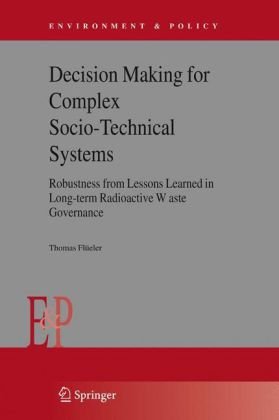 ENVIRONMENT & POLICY
Decision Making for
Complex
Socio-Technical
Systems
Robustness from Lessons Learned in
Long-term Radioactive W aste
Governance
Thomas Flüeler
E&P
Springer